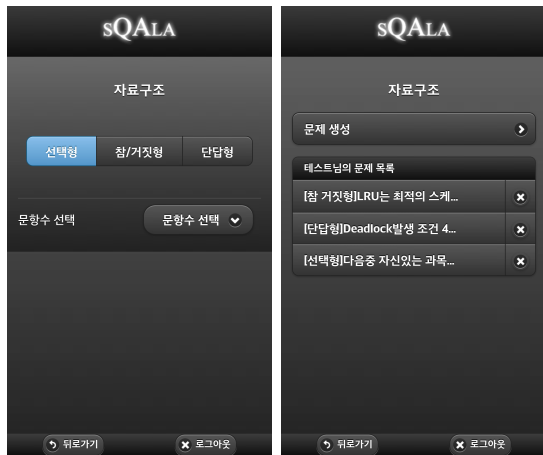 SQALA
자료구조
선택형 참/거짓형 단답형
문항수 선택 문항수 선택
뒤로가기 로그아웃
SQALA
자료구조
문제 생성
테스트님의 문제 목록
[참 거짓형]LRU는 최적의 스케...
[단답형]Deadlock발생 조건 4...
[선택형]다음중 자신있는 과목...
뒤로가기 로그아웃